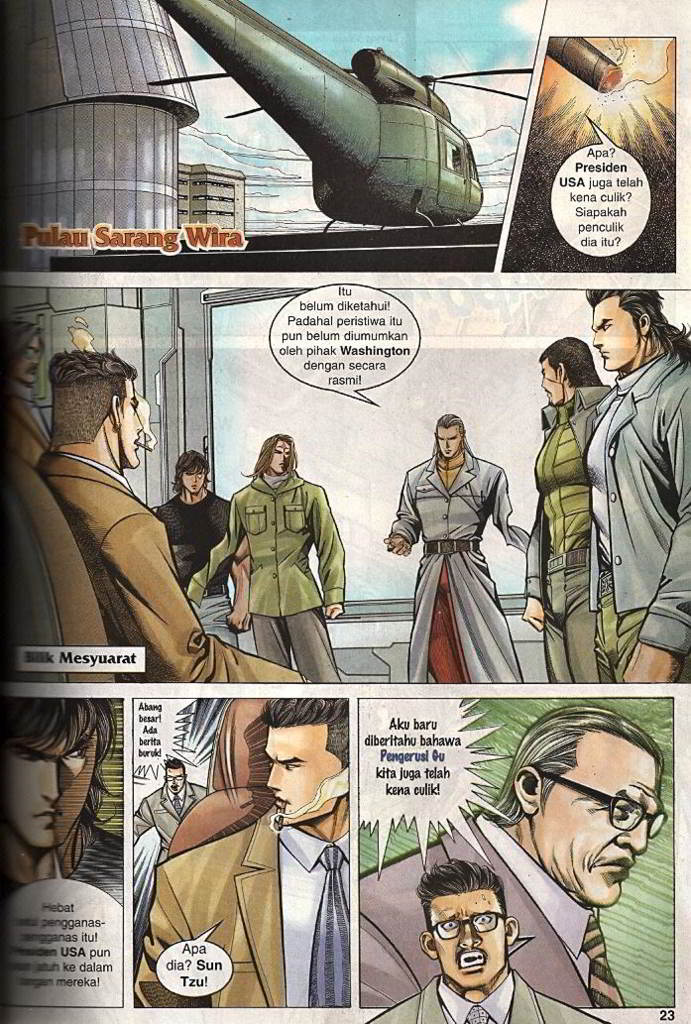 Apa?
Presiden
USA juga telah
kena culik?
Siapakah
penculik
dia itu?
Pulau Sarang Wira
Itu
belum diketahui!
Padahal peristiwa itu
pun belum diumumkan
oleh pihak Washington
dengan secara
rasmi!
Bilik Mesyuarat
Hebat
pengganas-
pengganas itu!
Presiden USA pun
jatuh ke dalam
tangan mereka!
Abang
besar!
Ada
berita
buruk!
Apa
dia? Sun
Tzu!
Aku baru
diberitahu bahawa
Pengerusi Gu
kita juga telah
kena culik!
23